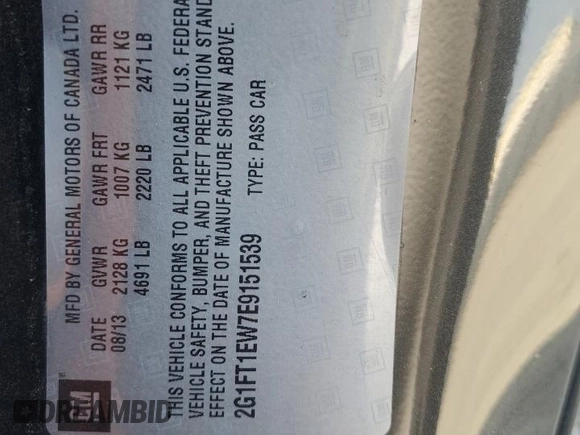 MFD BY GENERAL MOTORS OF CANADA LTD.
DATE GVWR GAWR FRT GAWR RR
08/13 2128 KG 1007 KG 1121 KG
4691 LB 2220 LB 2471 LB
THIS VEHICLE CONFORMS TO ALL APPLICABLE U.S. FEDERA
VEHICLE SAFETY, BUMPER, AND THEFT PREVENTION STAND
EFFECT ON THE DATE OF MANUFACTURE SHOWN ABOVE.
2G1FT1EW7E9151539 TYPE: PASS CAR
GM
DREAMBID